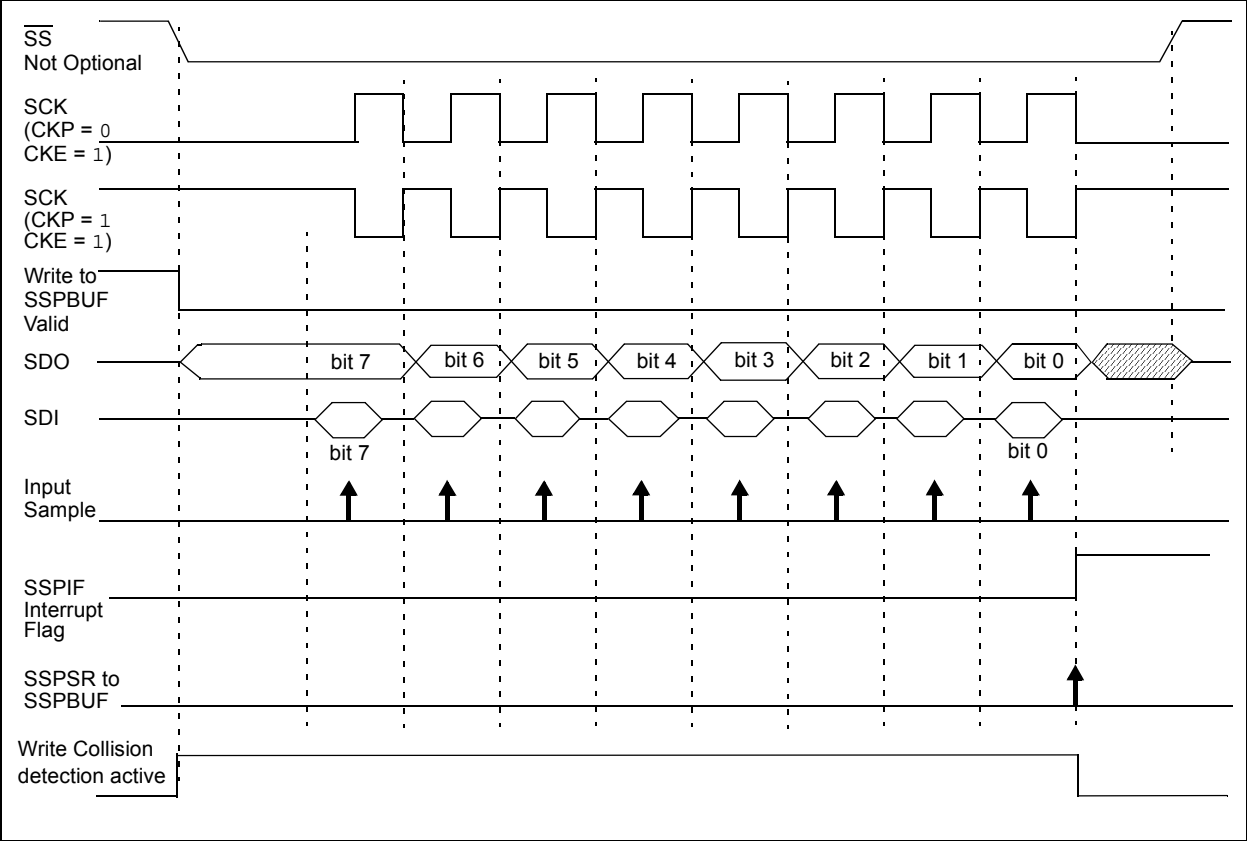 SS
Not Optional
SCK
(CKP = 0
CKE = 1)
SCK
(CKP = 1
CKE = 1)
Write to
SSPBUF
Valid
SDO
bit 7 bit 6 bit 5 bit 4 bit 3 bit 2 bit 1 bit 0
SDI
bit 7 bit 0
Input
Sample
SSPIF
Interrupt
Flag
SSPSR to
SSPBUF
Write Collision
detection active